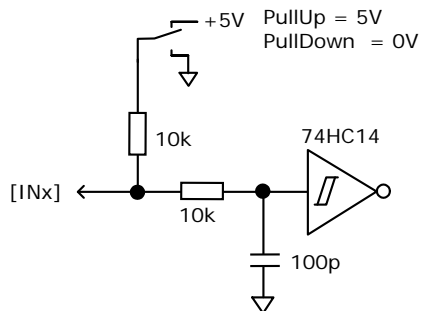 +5V
PullUp = 5V
PullDown = 0V
10k
74HC14
[INx]
10k
100p